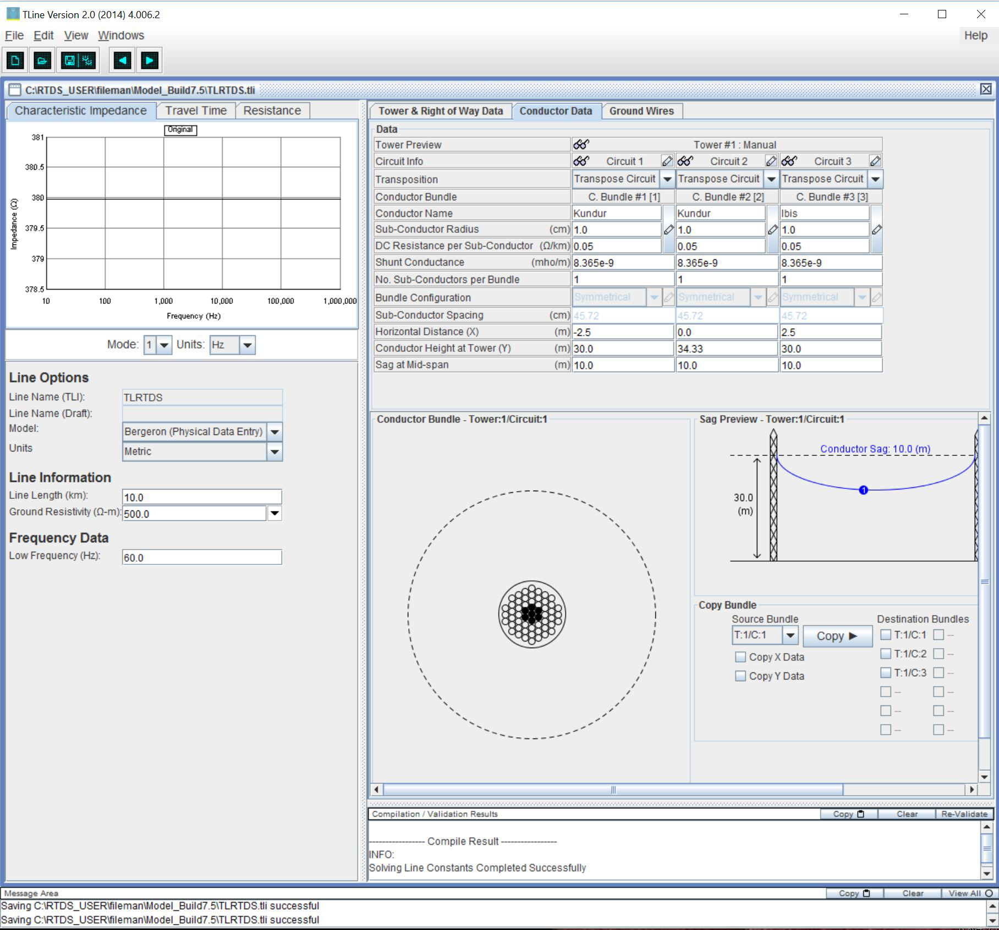 TLine Version 2.0 (2014) 4.006.2
File Edit View Windows Help
C:\RTDS_USER\fileman\Model_Build7.5\TLRTDS.tli
Characteristic Impedance Travel Time Resistance
Original
381
380.5
380
379.5
379
378.5
Impedance (Ω)
10 100 1,000 10,000 100,000 1,000,000
Frequency (Hz)
Mode: 1 Units: Hz
Line Options
Line Name (TLI): TLRTDS
Line Name (Draft):
Model: Bergeron (Physical Data Entry)
Units Metric
Line Information
Line Length (km): 10.0
Ground Resistivity (Ω-m): 500.0
Frequency Data
Low Frequency (Hz): 60.0
Tower & Right of Way Data Conductor Data Ground Wires
Data
Tower Preview Tower #1 : Manual
Circuit Info Circuit 1 Circuit 2 Circuit 3
Transposition Transpose Circuit Transpose Circuit Transpose Circuit
Conductor Bundle C. Bundle #1 [1] C. Bundle #2 [2] C. Bundle #3 [3]
Conductor Name Kundur Kundur Ibis
Sub-Conductor Radius (cm) 1.0 1.0 1.0
DC Resistance per Sub-Conductor (Ω/km) 0.05 0.05 0.05
Shunt Conductance (mho/m) 8.365e-9 8.365e-9 8.365e-9
No. Sub-Conductors per Bundle 1 1 1
Bundle Configuration Symmetrical Symmetrical Symmetrical
Sub-Conductor Spacing (cm) 45.72 45.72 45.72
Horizontal Distance (X) (m) -2.5 0.0 2.5
Conductor Height at Tower (Y) (m) 30.0 34.33 30.0
Sag at Mid-span (m) 10.0 10.0 10.0
Conductor Bundle - Tower:1/Circuit:1
Sag Preview - Tower:1/Circuit:1
Conductor Sag: 10.0 (m)
1
30.0
(m)
Copy Bundle
Source Bundle Destination Bundles
T:1/C:1 Copy ▶ T:1/C:1 --
Copy X Data T:1/C:2 --
Copy Y Data T:1/C:3 --
-- --
-- --
-- --
Compilation / Validation Results Copy Clear Re-Validate
----------------- Compile Result -----------------
INFO:
Solving Line Constants Completed Successfully
Message Area Copy Clear View All
Saving C:\RTDS_USER\fileman\Model_Build7.5\TLRTDS.tli successful
Saving C:\RTDS_USER\fileman\Model_Build7.5\TLRTDS.tli successful